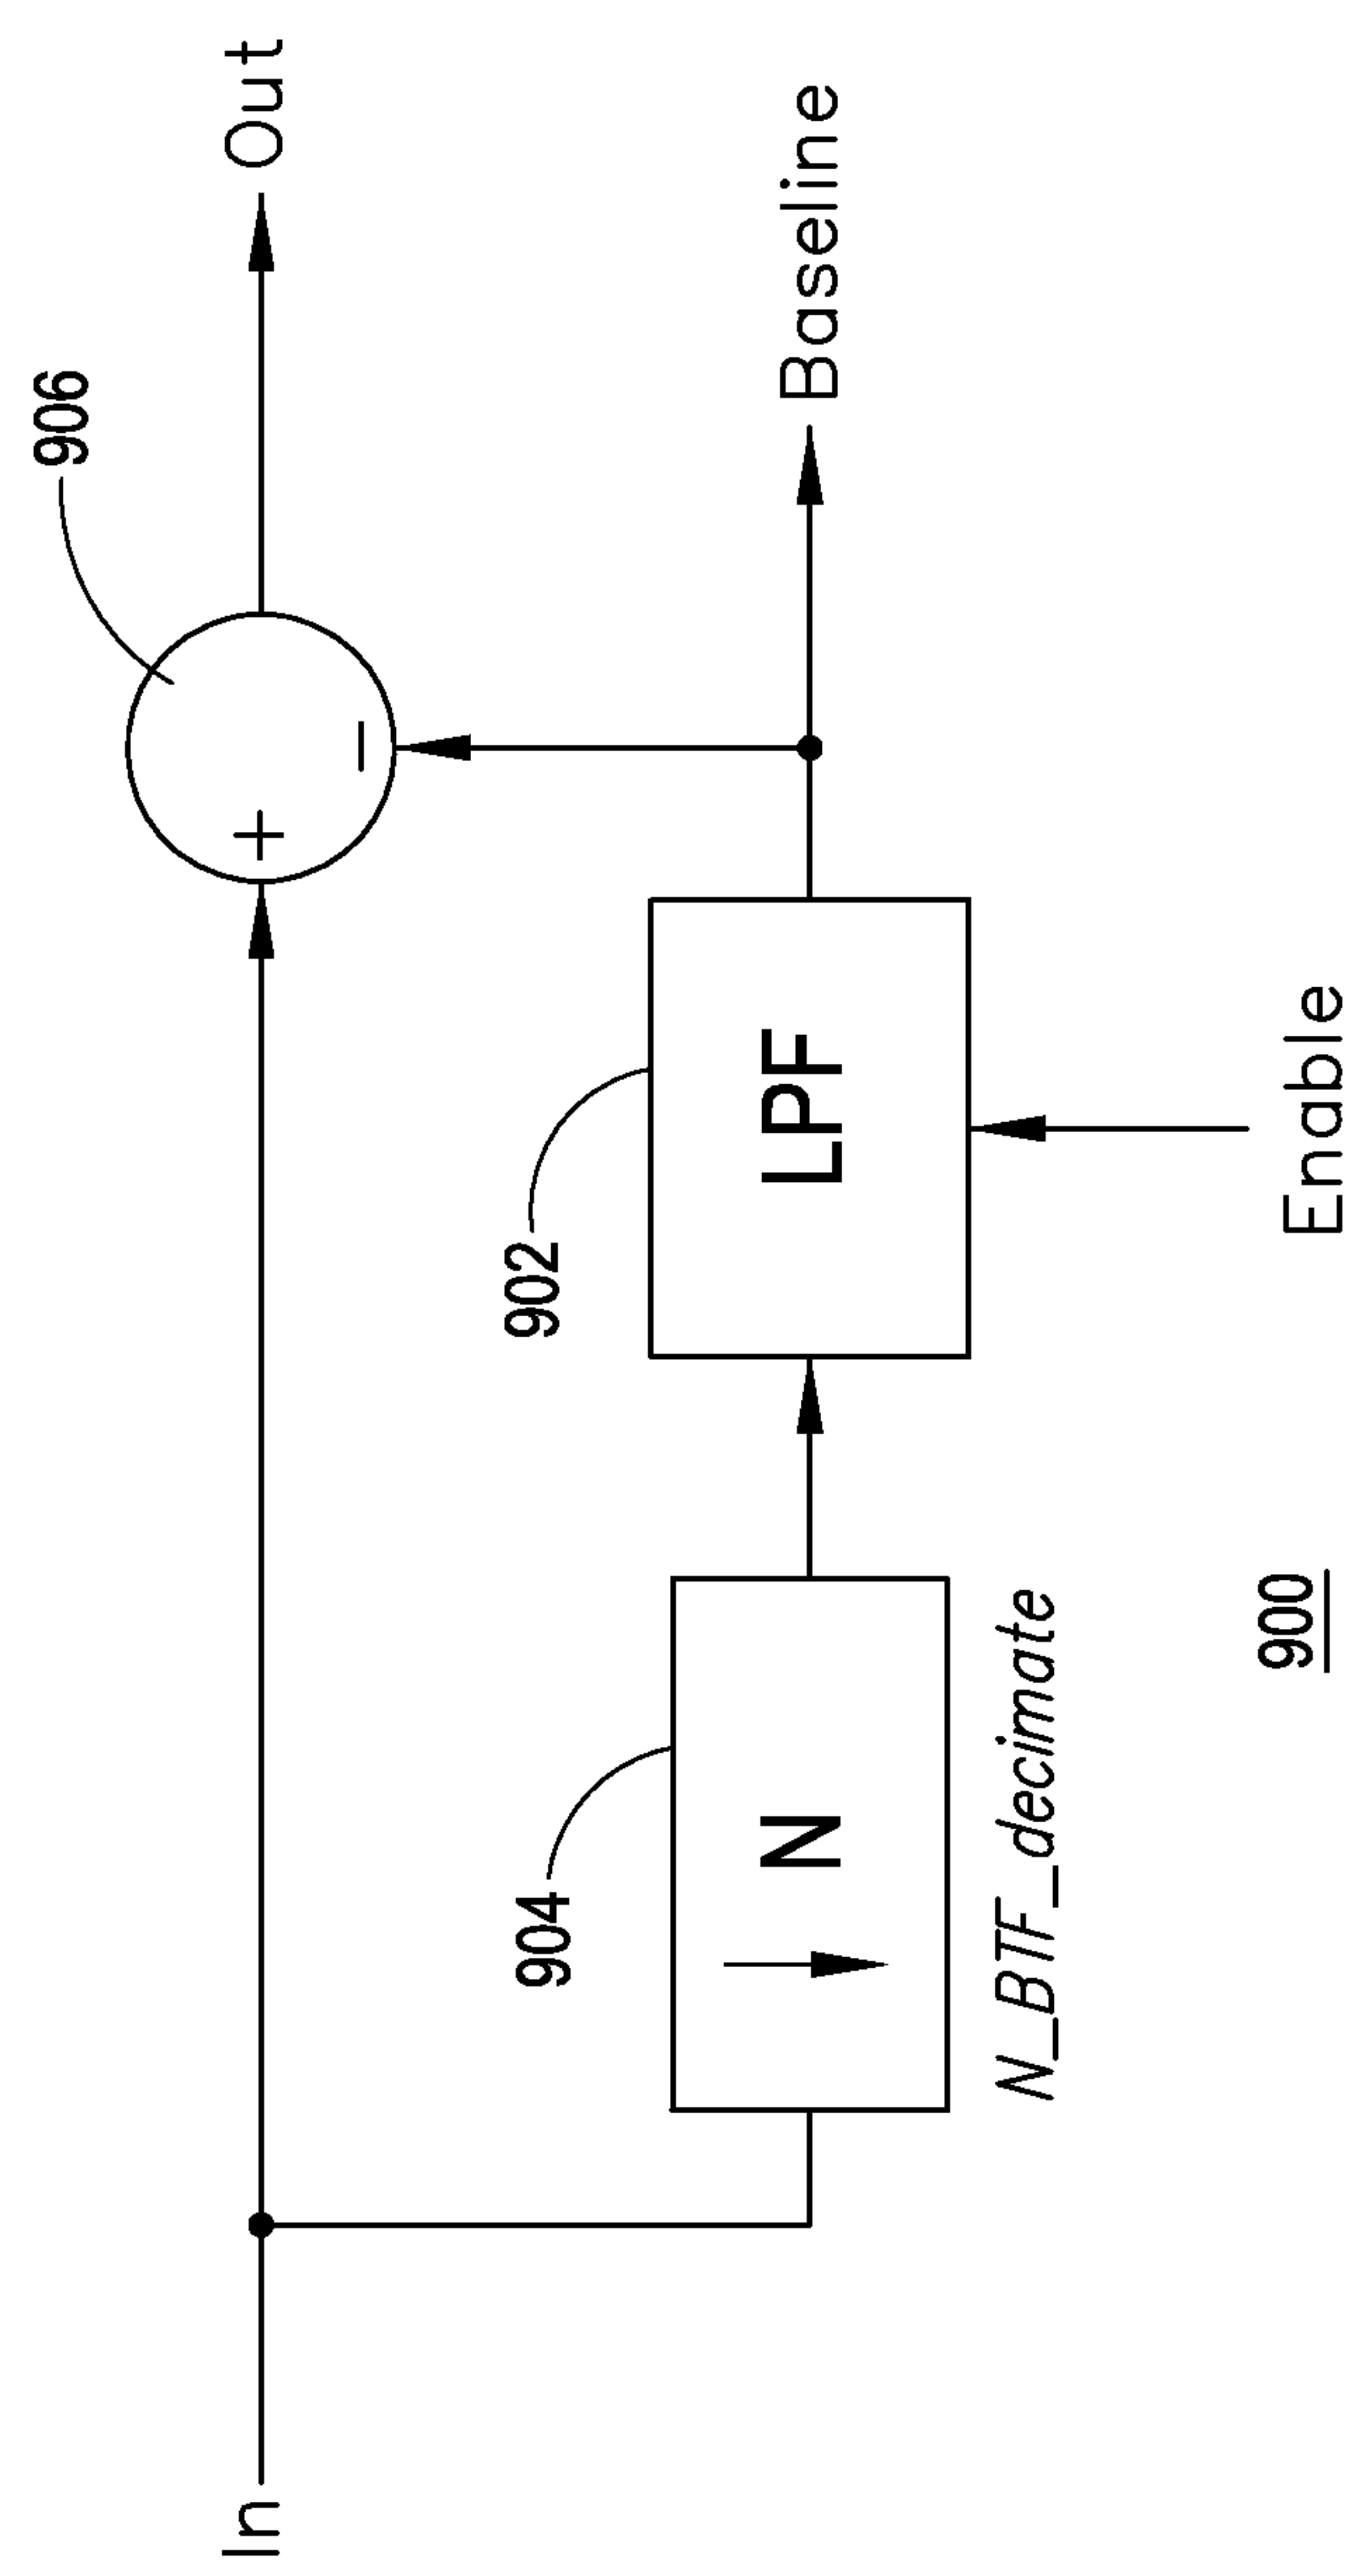 906
In
+
Out
−
902
904
↓ N
LPF
Baseline
N_BTF_decimate
Enable
900